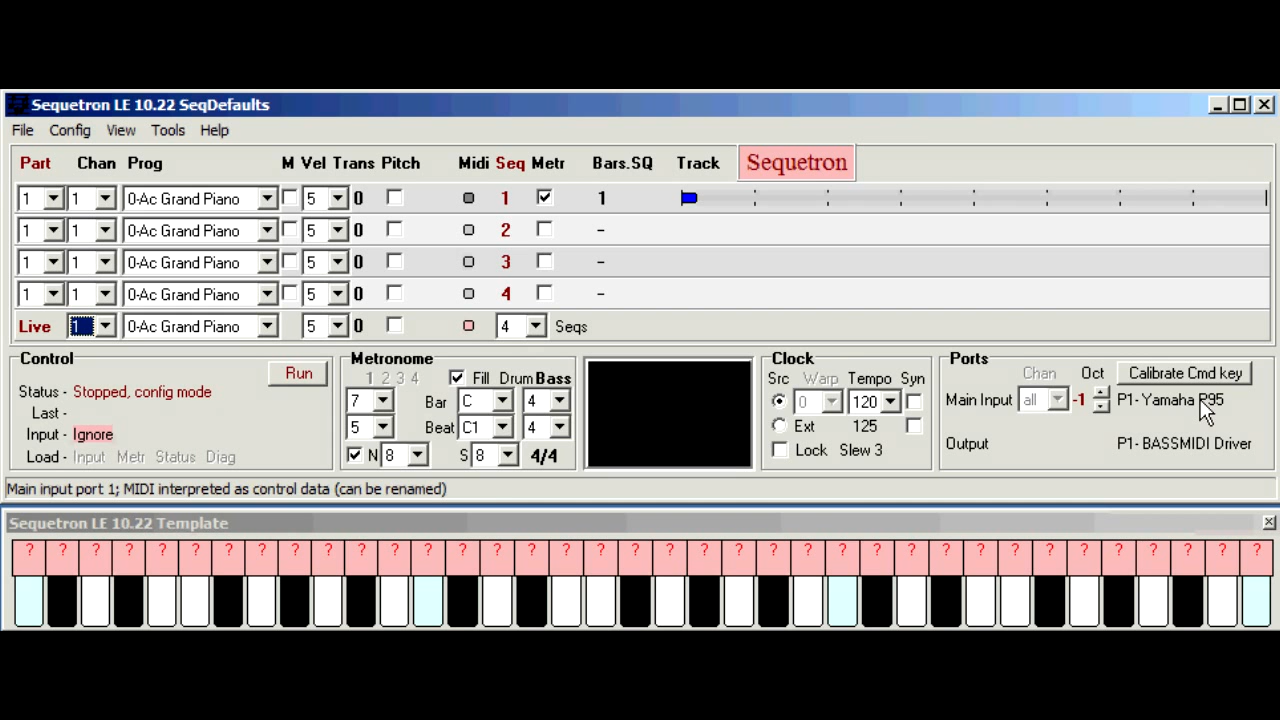 Sequetron LE 10.22 SeqDefaults
File Config View Tools Help
Part Chan Prog M Vel Trans Pitch Midi Seq Metr Bars.SQ Track Sequetron
1 1 0-Ac Grand Piano 5 0 1 1
1 1 0-Ac Grand Piano 5 0 2 -
1 1 0-Ac Grand Piano 5 0 3 -
1 1 0-Ac Grand Piano 5 0 4 -
Live 1 0-Ac Grand Piano 5 0 4 Seqs
Control
Run
Status - Stopped, config mode
Last -
Input - Ignore
Load - Input Metr Status Diag
Metronome
1 2 3 4 Fill Drum Bass
7 Bar C 4
5 Beat C1 4
N 8 S 8 4/4
Clock
Src Warp Tempo Syn
0 120
Ext 125
Lock Slew 3
Ports
Chan Oct Calibrate Cmd key
Main Input all -1 P1- Yamaha P95
Output P1- BASSMIDI Driver
Main input port 1; MIDI interpreted as control data (can be renamed)
Sequetron LE 10.22 Template
? ? ? ? ? ? ? ? ? ? ? ? ? ? ? ? ? ? ? ? ? ? ? ? ? ? ? ? ? ? ? ? ? ? ? ? ?